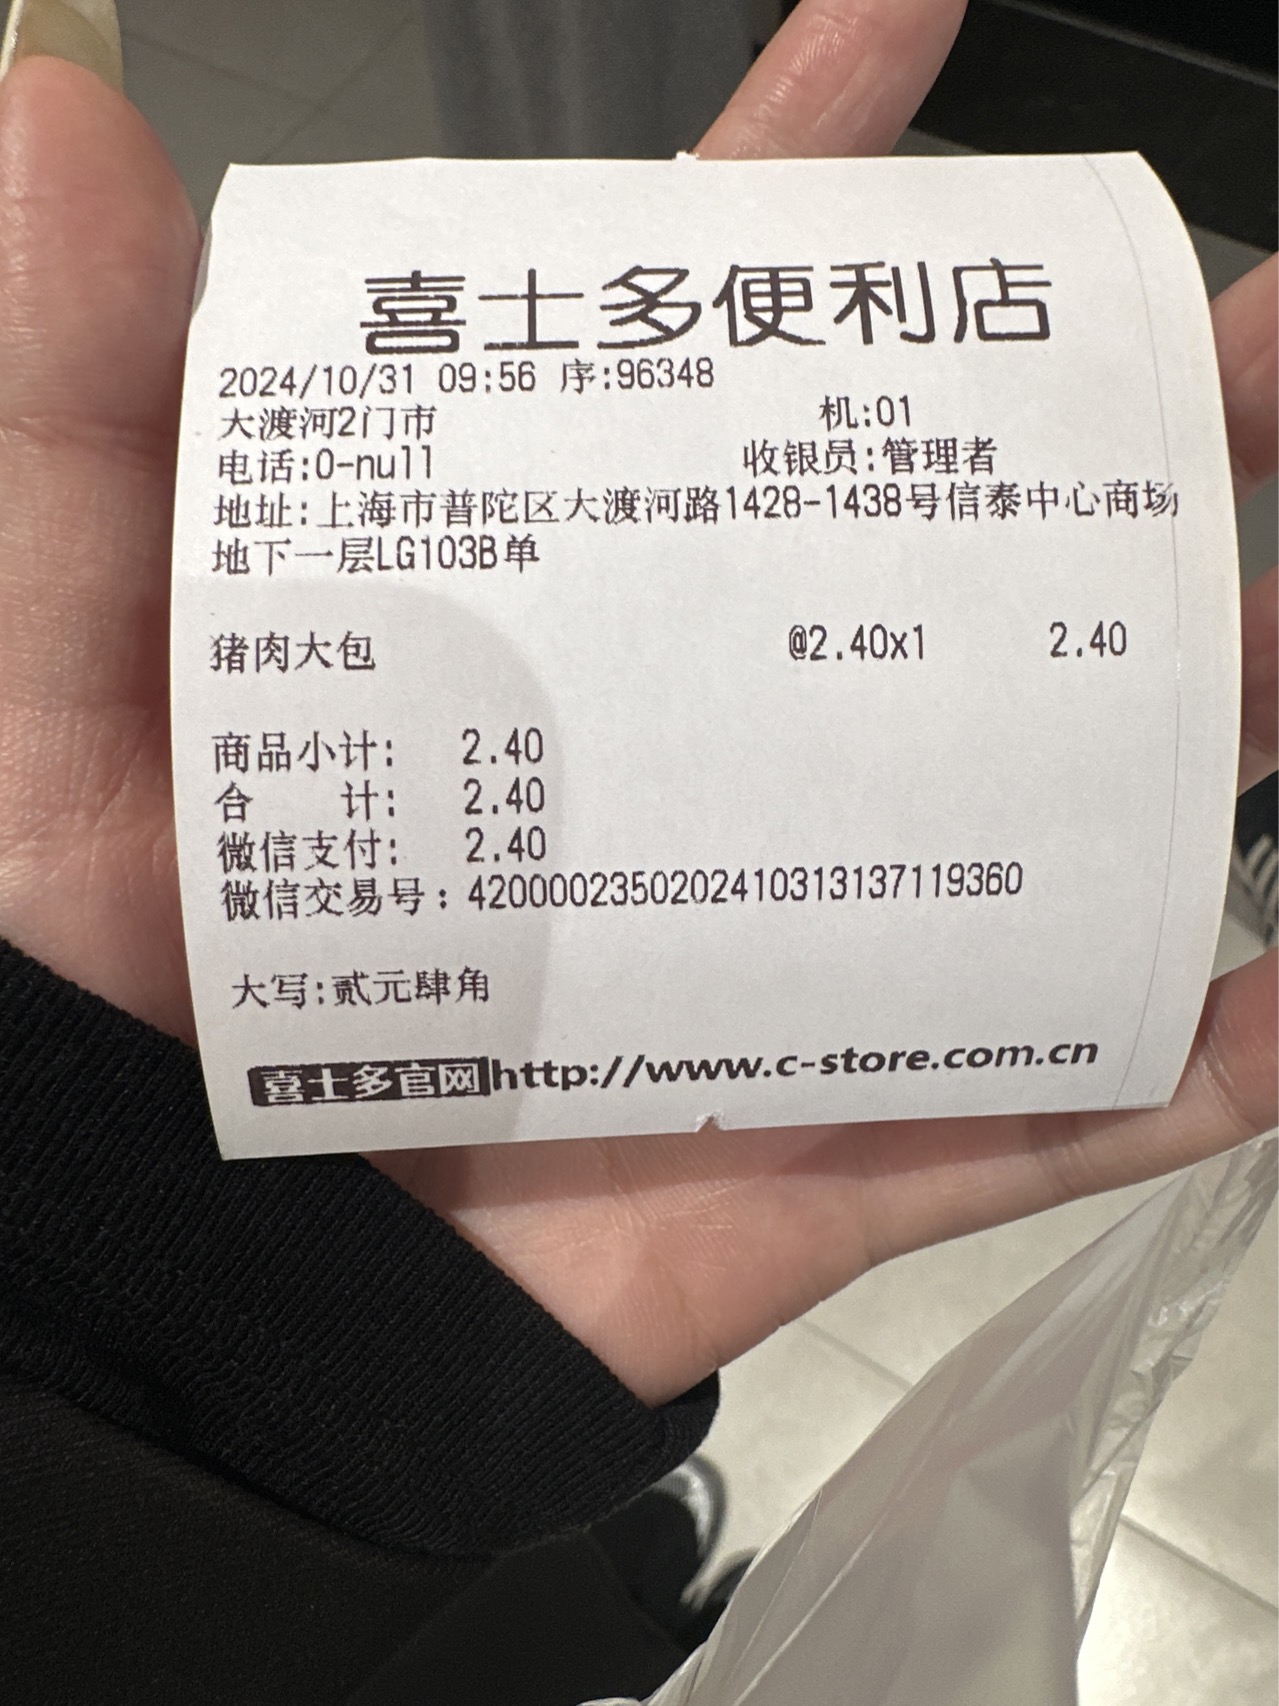 喜士多便利店
2024/10/31 09:56 序:96348
大渡河2门市 机:01
电话:0-null 收银员:管理者
地址:上海市普陀区大渡河路1428-1438号信泰中心商场
地下一层LG103B单
猪肉大包 @2.40x1 2.40
商品小计: 2.40
合 计: 2.40
微信支付: 2.40
微信交易号:4200002350202410313137119360
大写:贰元肆角
喜士多官网http://www.c-store.com.cn